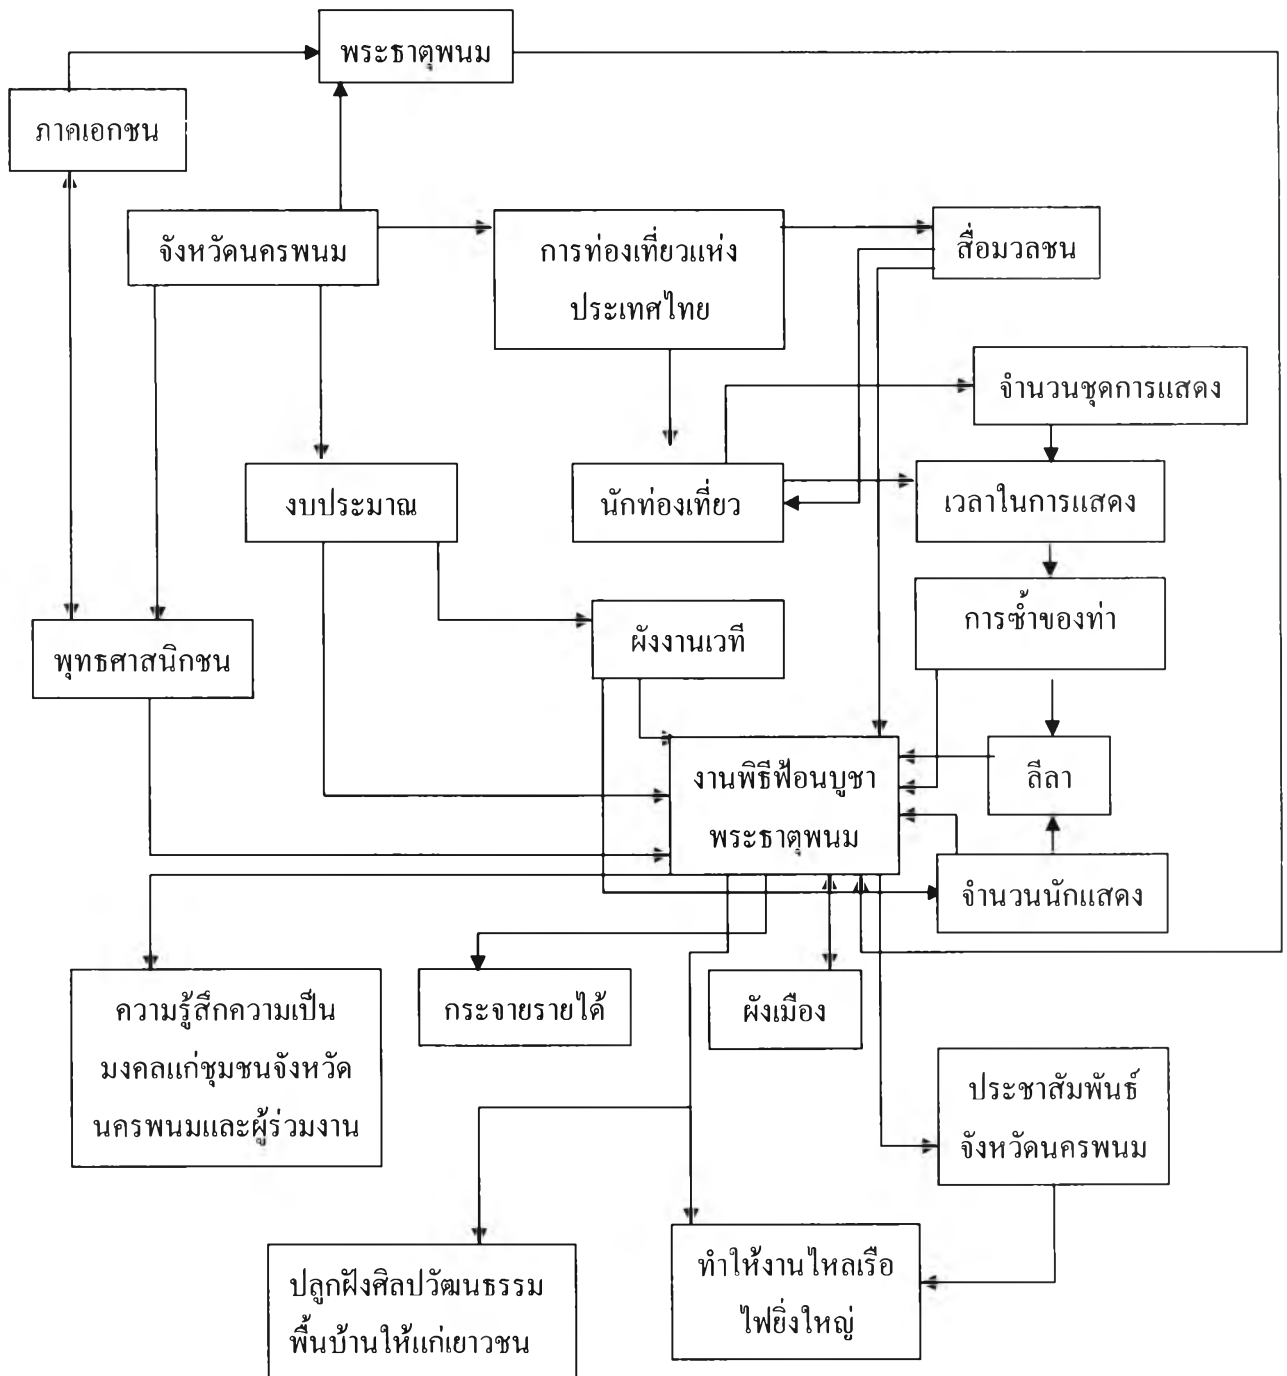 พระธาตุพนม
ภาคเอกชน
จังหวัดนครพนม
การท่องเที่ยวแห่ง
ประเทศไทย
สื่อมวลชน
จำนวนชุดการแสดง
งบประมาณ
นักท่องเที่ยว
เวลาในการแสดง
การซ้ำของท่า
ผังงานเวที
พุทธศาสนิกชน
งานพิธีฟ้อนบูชา
พระธาตุพนม
ลีลา
จำนวนนักแสดง
ความรู้สึกความเป็น
มงคลแก่ชุมชนจังหวัด
นครพนมและผู้ร่วมงาน
กระจายรายได้
ผังเมือง
ประชาสัมพันธ์
จังหวัดนครพนม
ปลูกฝังศิลปวัฒนธรรม
พื้นบ้านให้แก่เยาวชน
ทำให้งานไหลเรือ
ไฟยิ่งใหญ่